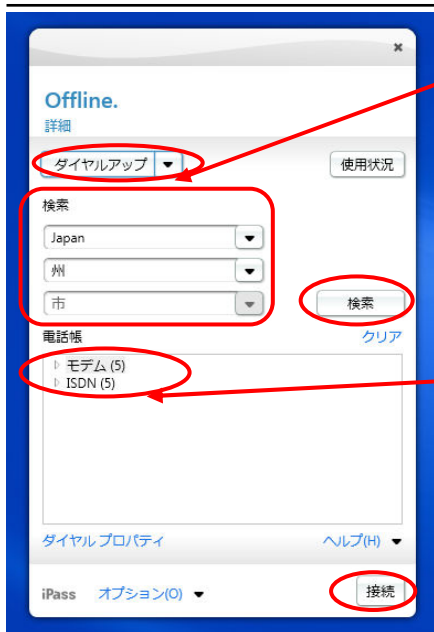 Offline.
詳細
ダイヤルアップ
使用状況
検索
Japan
州
市
検索
電話帳
クリア
モデム (5)
ISDN (5)
ダイヤル プロパティ
ヘルプ(H)
iPass オプション(O)
接続